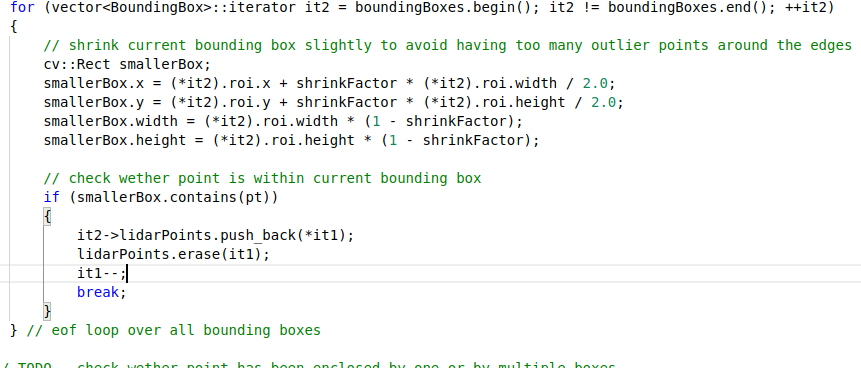 for (vector<BoundingBox>::iterator it2 = boundingBoxes.begin(); it2 != boundingBoxes.end(); ++it2)
{
// shrink current bounding box slightly to avoid having too many outlier points around the edges
cv::Rect smallerBox;
smallerBox.x = (*it2).roi.x + shrinkFactor * (*it2).roi.width / 2.0;
smallerBox.y = (*it2).roi.y + shrinkFactor * (*it2).roi.height / 2.0;
smallerBox.width = (*it2).roi.width * (1 - shrinkFactor);
smallerBox.height = (*it2).roi.height * (1 - shrinkFactor);
// check wether point is within current bounding box
if (smallerBox.contains(pt))
{
it2->lidarPoints.push_back(*it1);
lidarPoints.erase(it1);
it1--;
break;
}
} // eof loop over all bounding boxes
/ TODO - check wether point has been enclosed by one or by multiple boxes